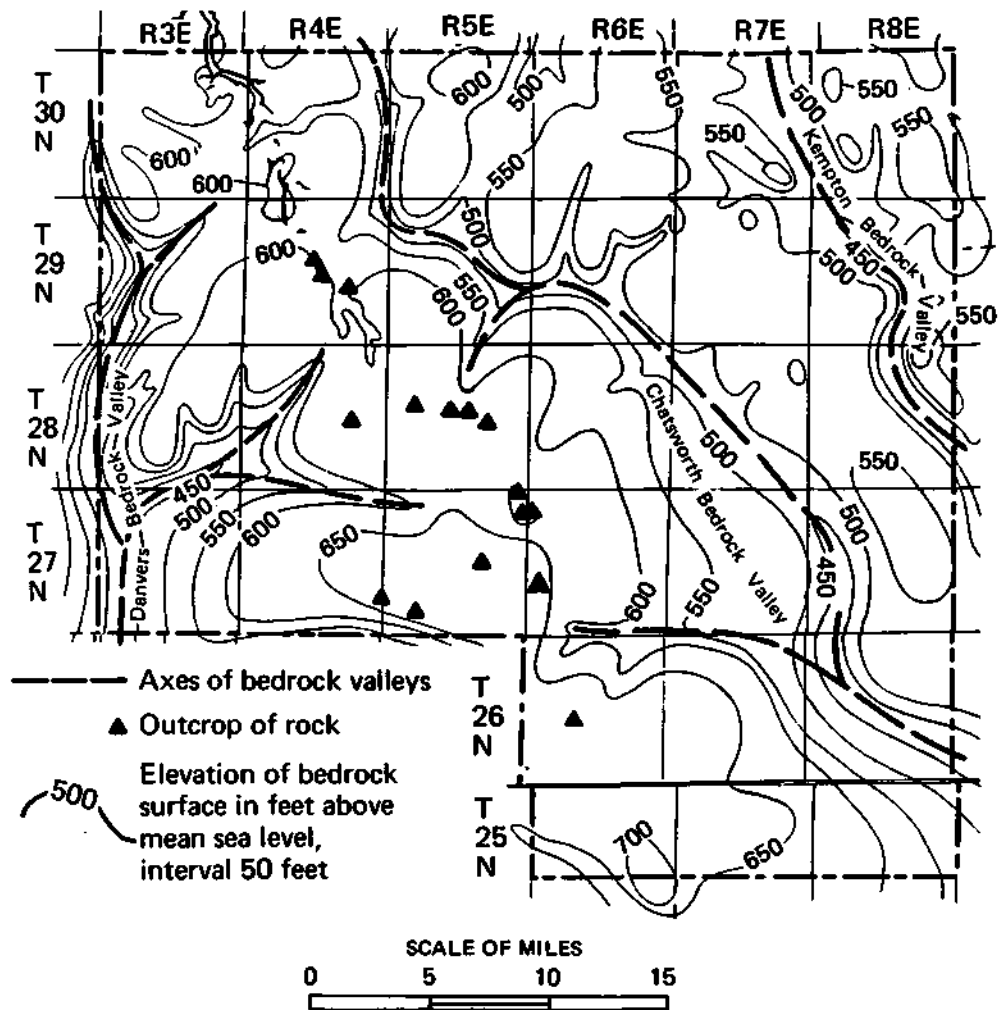 R3E R4E R5E R6E R7E R8E
T
30
N
T
29
N
T
28
N
T
27
N
T
26
N
T
25
N
600
600
600
500
550
550
500
550
500
550
550
Kempton Bedrock Valley
450
500
550
600
500
550
600
Danvers Bedrock Valley
450
500
550
600
650
Chatsworth Bedrock Valley
500
550
500
450
600
550
700
650
Axes of bedrock valleys
Outcrop of rock
500
Elevation of bedrock
surface in feet above
mean sea level,
interval 50 feet
SCALE OF MILES
0 5 10 15